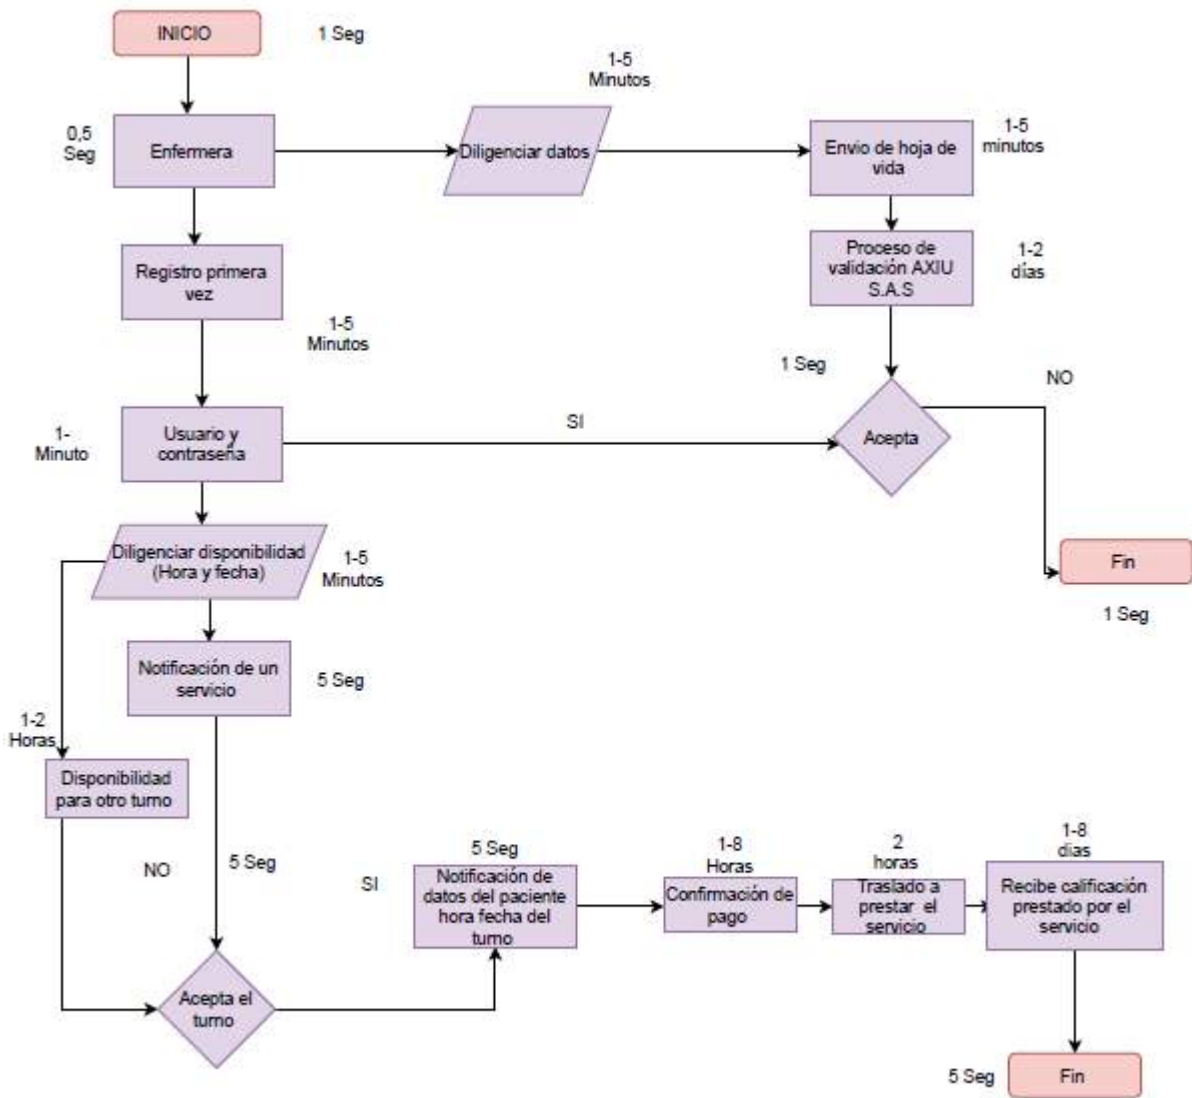 INICIO
1 Seg
1-5
Minutos
0,5
Seg
Enfermera
Diligenciar datos
Envio de hoja de
vida
1-5
minutos
Registro primera
vez
Proceso de
validación AXIU
S.A.S
1-2
días
1-5
Minutos
1 Seg
NO
1-
Minuto
Usuario y
contraseña
SI
Acepta
Diligenciar disponibilidad
(Hora y fecha)
1-5
Minutos
Fin
1 Seg
Notificación de un
servicio
5 Seg
1-2
Horas
Disponibilidad
para otro turno
NO
5 Seg
SI
5 Seg
Notificación de
datos del paciente
hora fecha del
turno
1-8
Horas
Confirmación de
pago
2
horas
Traslado a
prestar el
servicio
1-8
dias
Recibe calificación
prestado por el
servicio
Acepta el
turno
5 Seg
Fin